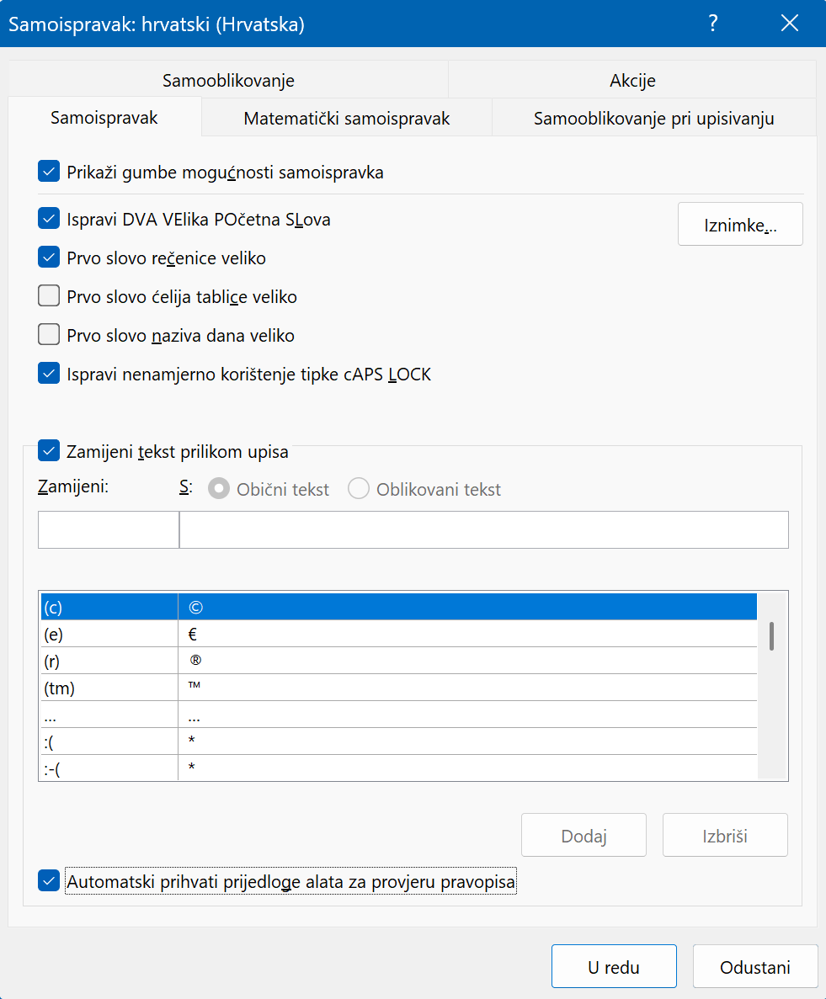 Samoispravak: hrvatski (Hrvatska) ?
Samooblikovanje Akcije
Samoispravak Matematički samoispravak Samooblikovanje pri upisivanju
Prikaži gumbe mogućnosti samoispravka
Ispravi DVA VElika POčetna SLova
Iznimke...
Prvo slovo rečenice veliko
Prvo slovo ćelija tablice veliko
Prvo slovo naziva dana veliko
Ispravi nenamjerno korištenje tipke cAPS LOCK
Zamijeni tekst prilikom upisa
Zamijeni: S: Obični tekst Oblikovani tekst
(c) ©
(e) €
(r) ®
(tm) ™
... …
:( *
:-( *
Dodaj Izbriši
Automatski prihvati prijedloge alata za provjeru pravopisa
U redu Odustani